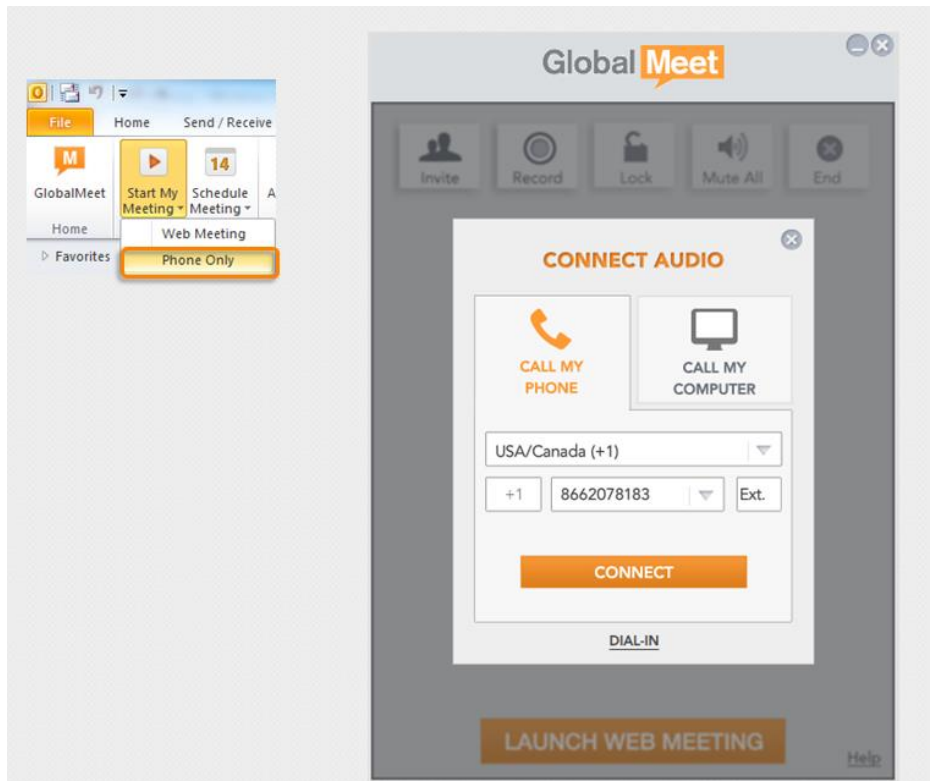 File Home Send / Receive
M
14
GlobalMeet
Start My
Meeting
Schedule
Meeting
A
Home
Web Meeting
Favorites
Phone Only
Global Meet
Invite
Record
Lock
Mute All
End
CONNECT AUDIO
CALL MY
PHONE
CALL MY
COMPUTER
USA/Canada (+1)
+1 8662078183 Ext.
CONNECT
DIAL-IN
LAUNCH WEB MEETING
Help